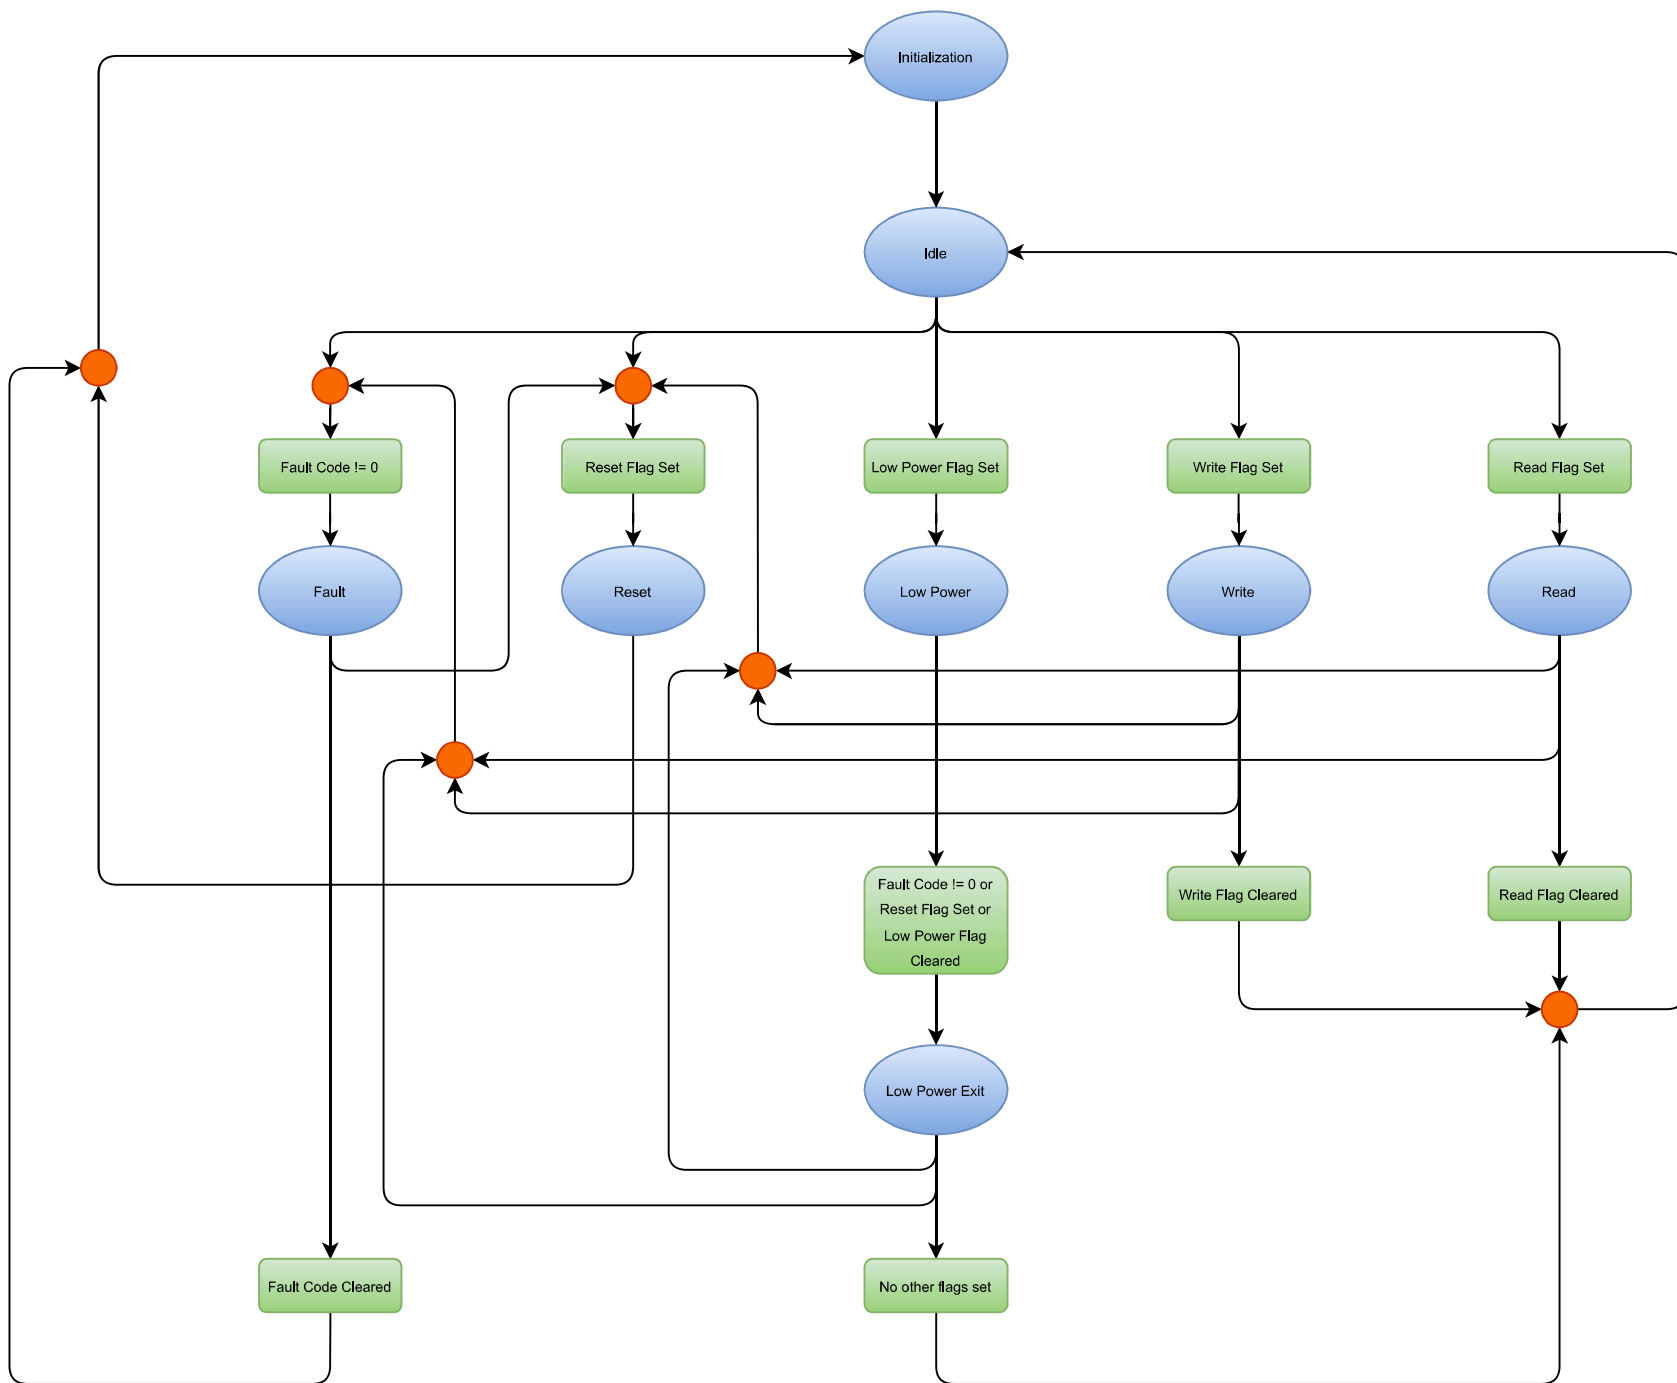 Initialization
Idle
Fault Code != 0
Reset Flag Set
Low Power Flag Set
Write Flag Set
Read Flag Set
Fault
Reset
Low Power
Write
Read
Fault Code != 0 or
Reset Flag Set or
Low Power Flag
Cleared
Write Flag Cleared
Read Flag Cleared
Low Power Exit
Fault Code Cleared
No other flags set